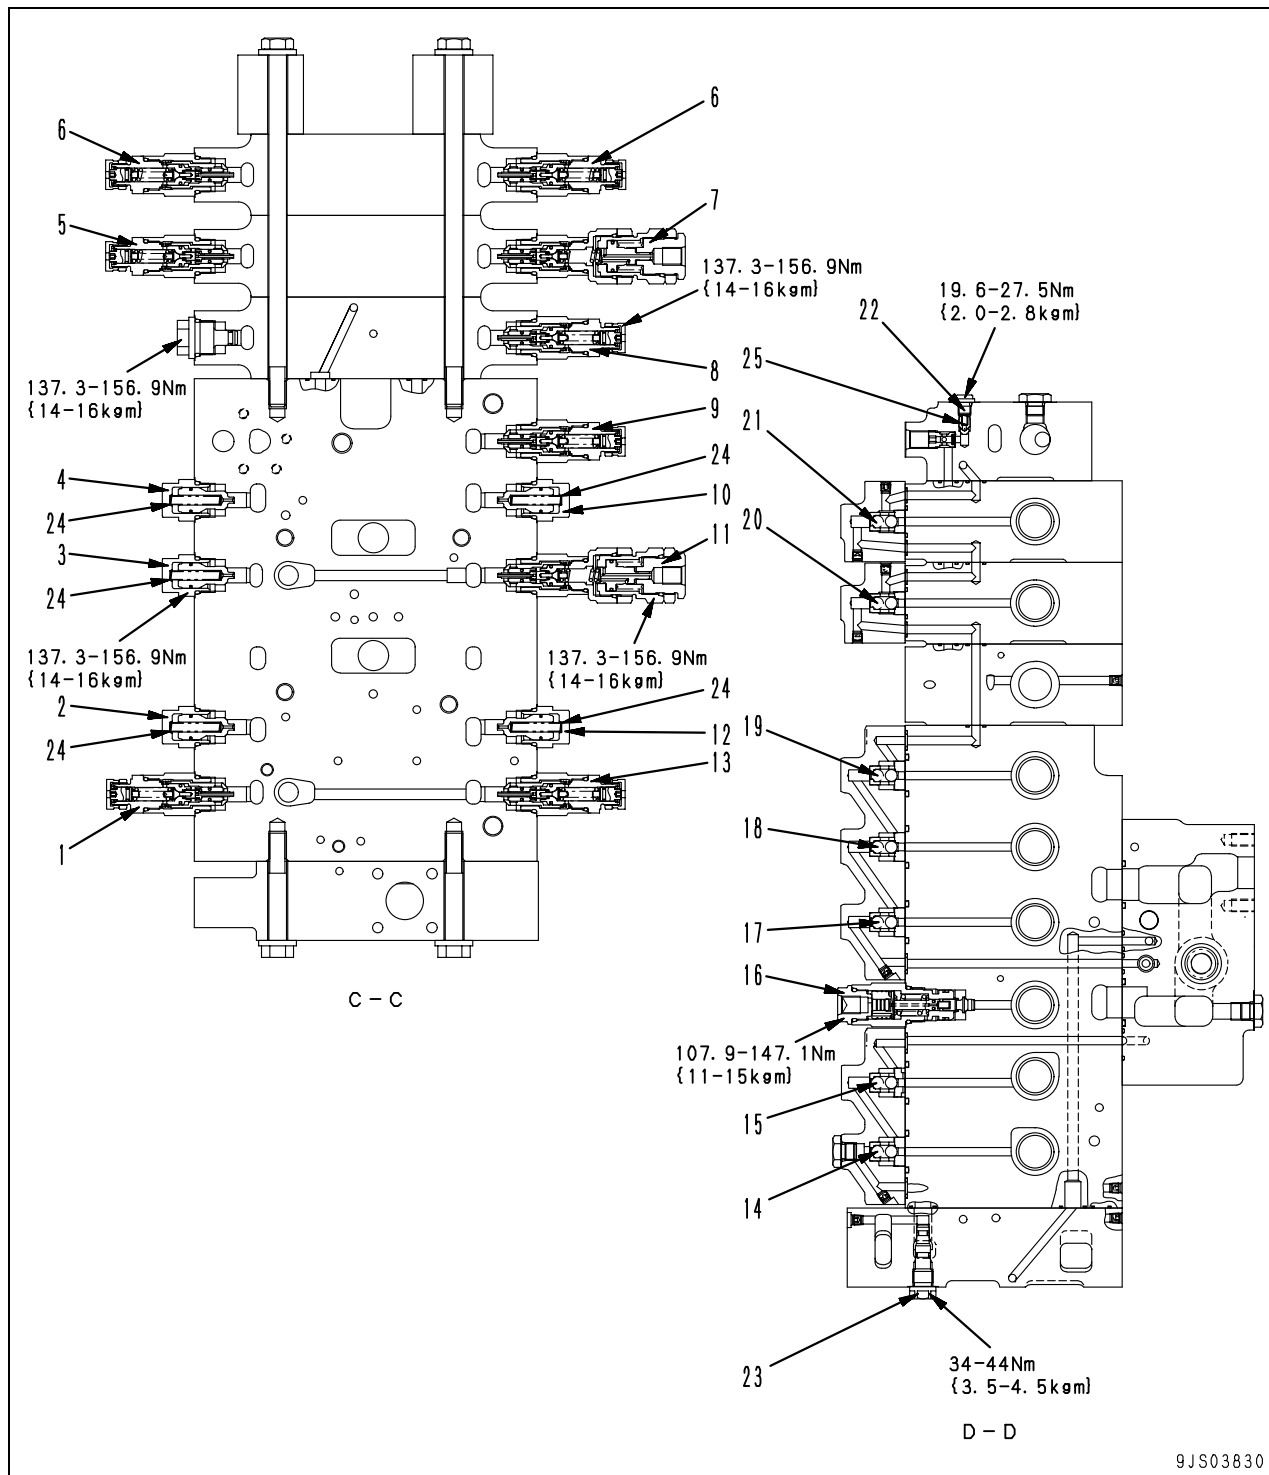 6
6
5
7
137. 3-156. 9Nm
{14-16kgm}
19. 6-27. 5Nm
{2. 0-2. 8kgm}
22
25
8
137. 3-156. 9Nm
{14-16kgm}
9
21
4
24
24
10
20
3
11
24
137. 3-156. 9Nm
{14-16kgm}
137. 3-156. 9Nm
{14-16kgm}
2
24
24
12
19
13
1
18
17
16
C - C
107. 9-147. 1Nm
{11-15kgm}
15
14
23
34-44Nm
{3. 5-4. 5kgm}
D - D
9JS03830